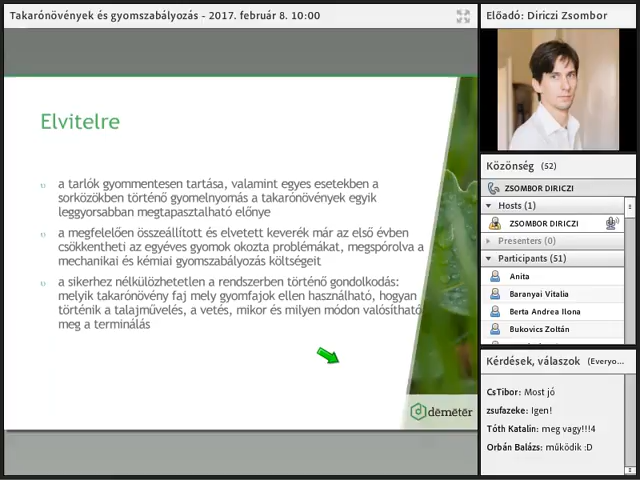 Takarónövények és gyomszabályozás - 2017. február 8. 10:00
Elvitelre
a tarlók gyommentesen tartása, valamint egyes esetekben a
sorközökben történő gyomelnyomás a takarónövények egyik
leggyorsabban megtapasztalható előnye
a megfelelően összeállított és elvetett keverék már az első évben
csökkentheti az egyéves gyomok okozta problémákat, megspórolva a
mechanikai és kémiai gyomszabályozás költségeit
a sikerhez nélkülözhetetlen a rendszerben történő gondolkodás:
melyik takarónövény faj mely gyomfajok ellen használható, hogyan
történik a talajművelés, a vetés, mikor és milyen módon valósítható
meg a terminálás
dēmētēr
Előadó: Diriczi Zsombor
Közönség (52)
ZSOMBOR DIRICZI
Hosts (1)
ZSOMBOR DIRICZI
Presenters (0)
Participants (51)
Anita
Baranyai Vitalia
Berta Andrea Ilona
Bukovics Zoltán
Kérdések, válaszok (Everyo...
CsTibor: Most jó
zsufazeke: Igen!
Tóth Katalin: meg vagy!!!4
Orbán Balázs: működik :D